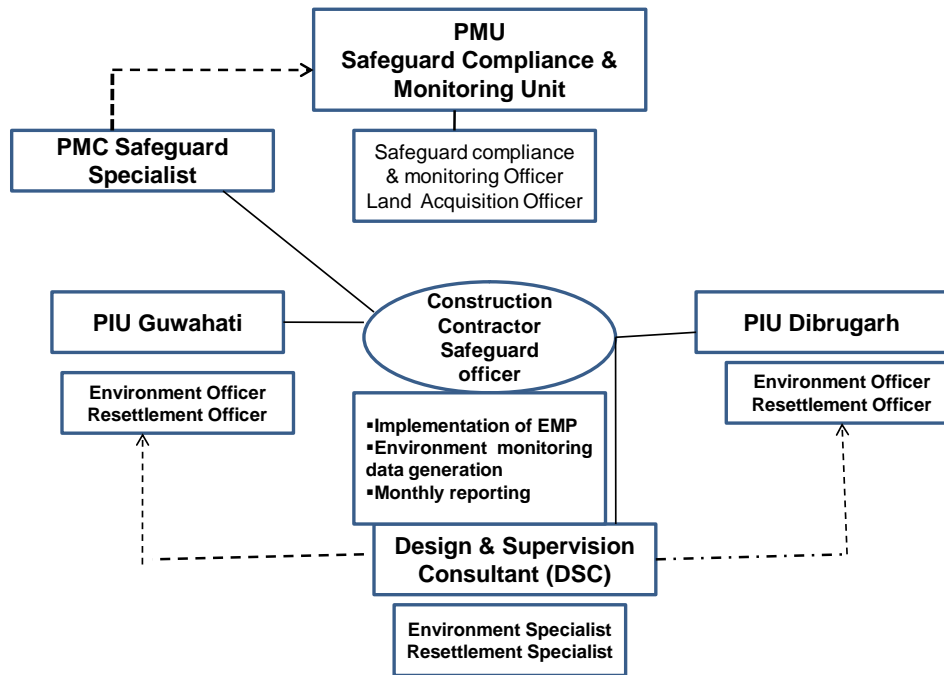 PMU
Safeguard Compliance &
Monitoring Unit
PMC Safeguard
Specialist
Safeguard compliance
& monitoring Officer
Land Acquisition Officer
PIU Guwahati
Construction
Contractor
Safeguard
officer
PIU Dibrugarh
Environment Officer
Resettlement Officer
Environment Officer
Resettlement Officer
▪Implementation of EMP
▪Environment monitoring
data generation
▪Monthly reporting
Design & Supervision
Consultant (DSC)
Environment Specialist
Resettlement Specialist